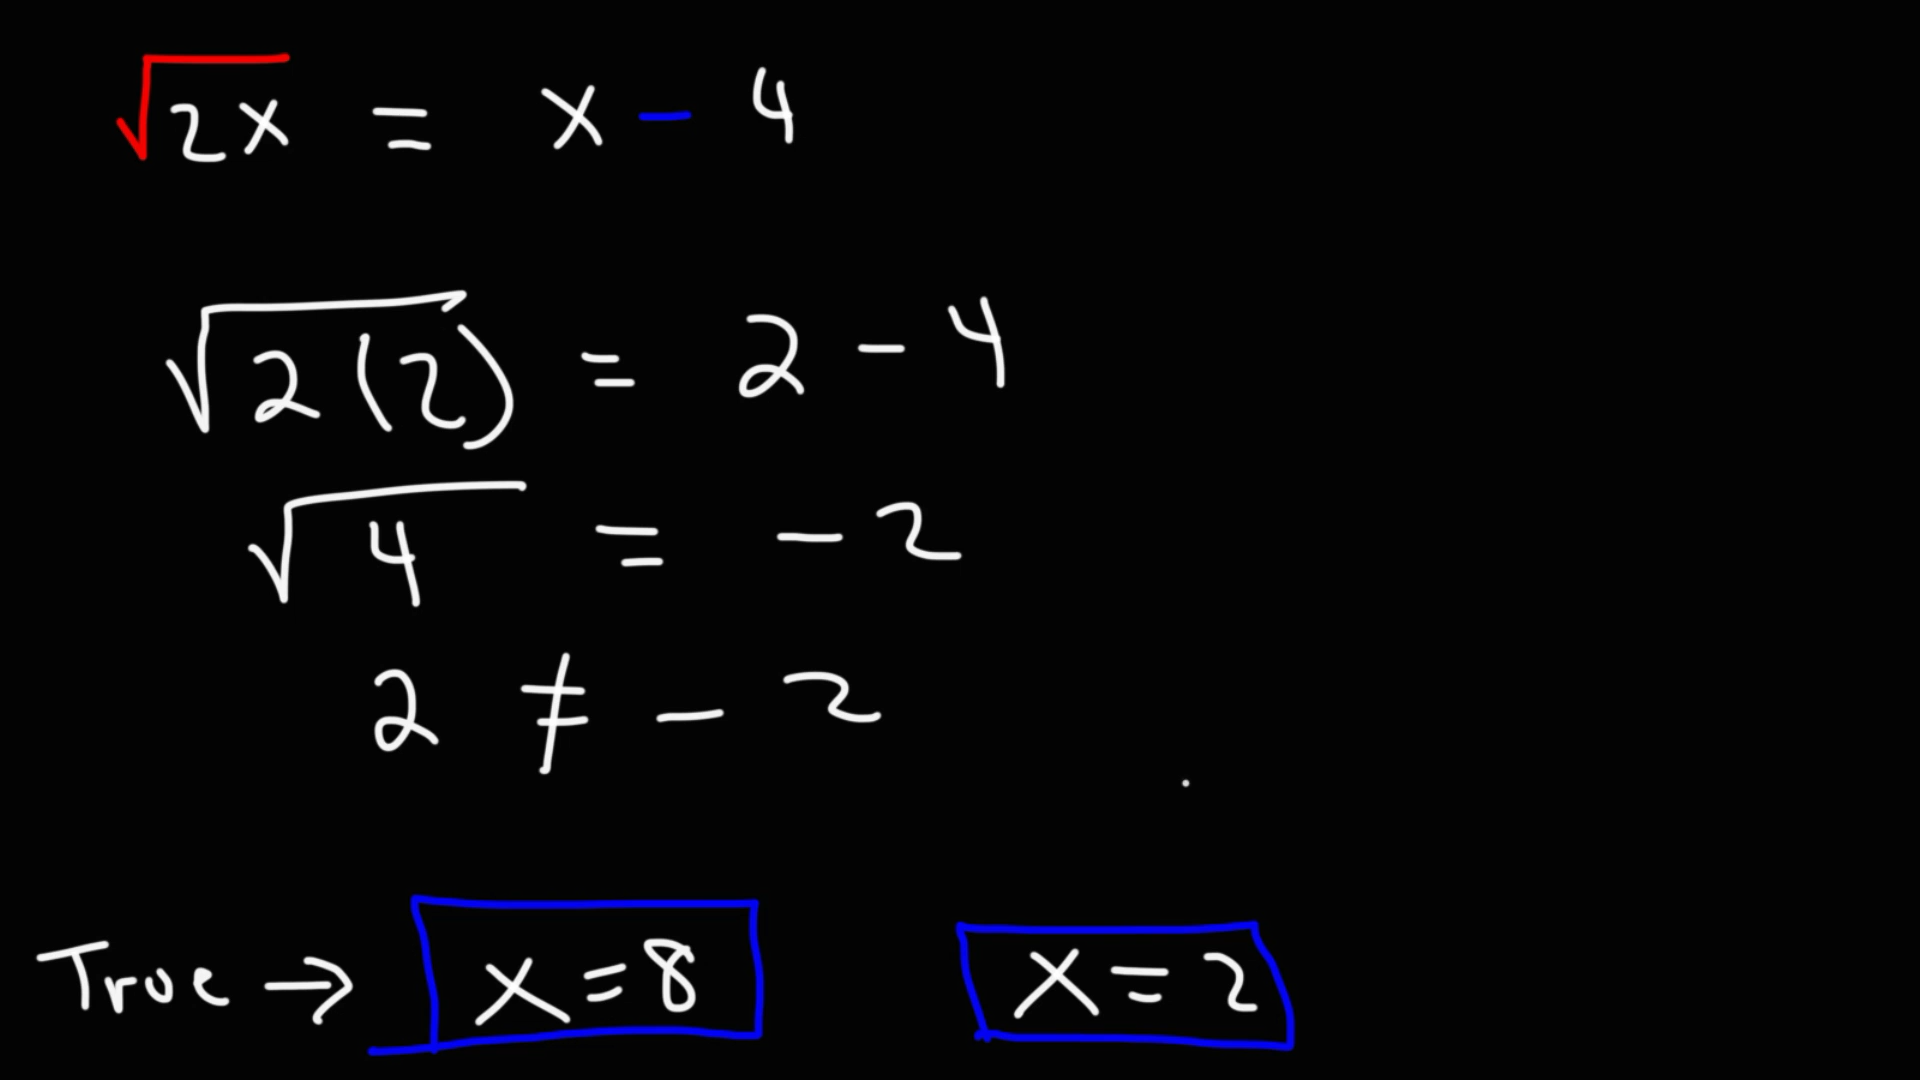 √2x = x - 4
√2(2) = 2 - 4
√4 = - 2
2 ≠ - 2
True → x = 8 x = 2